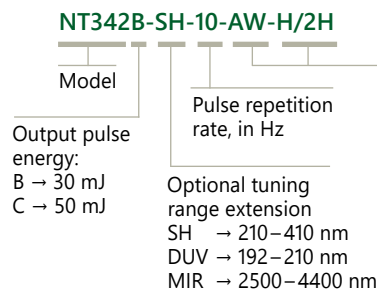 NT342B-SH-10-AW-H/2H
Model
Pulse repetition
rate, in Hz
Output pulse
energy:
B → 30 mJ
C → 50 mJ
Optional tuning
range extension
SH → 210–410 nm
DUV → 192–210 nm
MIR → 2500–4400 nm